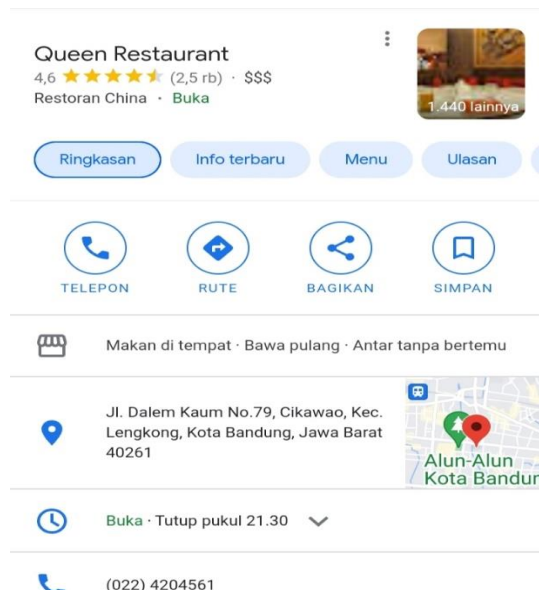 Queen Restaurant
4,6 (2,5 rb) · $$$
Restoran China · Buka
1.440 lainnya
Ringkasan Info terbaru Menu Ulasan
TELEPON RUTE BAGIKAN SIMPAN
Makan di tempat · Bawa pulang · Antar tanpa bertemu
Jl. Dalem Kaum No.79, Cikawao, Kec.
Lengkong, Kota Bandung, Jawa Barat
40261
Alun-Alun
Kota Bandun
Buka · Tutup pukul 21.30
(022) 4204561